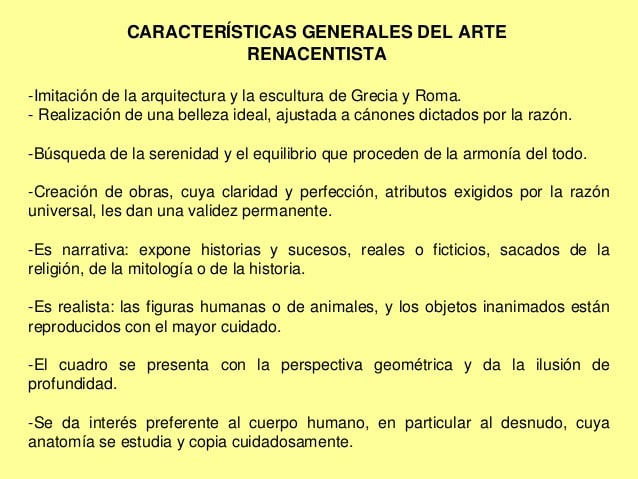 CARACTERÍSTICAS GENERALES DEL ARTE
RENACENTISTA
-Imitación de la arquitectura y la escultura de Grecia y Roma.
- Realización de una belleza ideal, ajustada a cánones dictados por la razón.
-Búsqueda de la serenidad y el equilibrio que proceden de la armonía del todo.
-Creación de obras, cuya claridad y perfección, atributos exigidos por la razón
universal, les dan una validez permanente.
-Es narrativa: expone historias y sucesos, reales o ficticios, sacados de la
religión, de la mitología o de la historia.
-Es realista: las figuras humanas o de animales, y los objetos inanimados están
reproducidos con el mayor cuidado.
-El cuadro se presenta con la perspectiva geométrica y da la ilusión de
profundidad.
-Se da interés preferente al cuerpo humano, en particular al desnudo, cuya
anatomía se estudia y copia cuidadosamente.